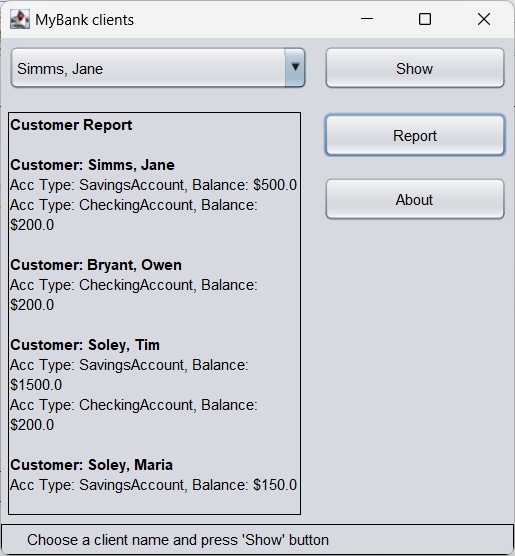 MyBank clients
Simms, Jane
Show
Customer Report
Report
Customer: Simms, Jane
Acc Type: SavingsAccount, Balance: $500.0
Acc Type: CheckingAccount, Balance:
$200.0
About
Customer: Bryant, Owen
Acc Type: CheckingAccount, Balance:
$200.0
Customer: Soley, Tim
Acc Type: SavingsAccount, Balance:
$1500.0
Acc Type: CheckingAccount, Balance:
$200.0
Customer: Soley, Maria
Acc Type: SavingsAccount, Balance: $150.0
Choose a client name and press 'Show' button